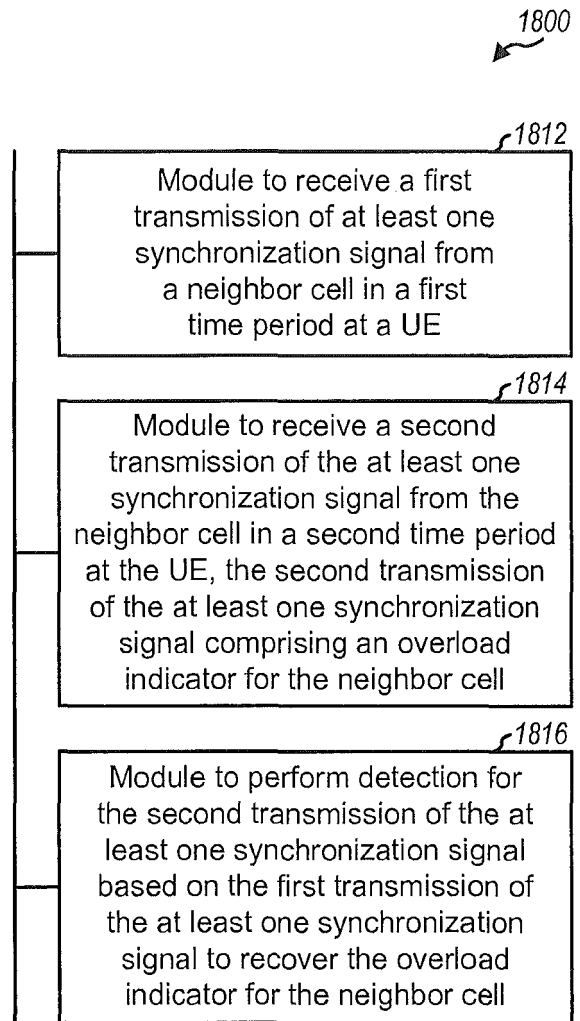 1800
1812
Module to receive a first
transmission of at least one
synchronization signal from
a neighbor cell in a first
time period at a UE
1814
Module to receive a second
transmission of the at least one
synchronization signal from the
neighbor cell in a second time period
at the UE, the second transmission
of the at least one synchronization
signal comprising an overload
indicator for the neighbor cell
1816
Module to perform detection for
the second transmission of the at
least one synchronization signal
based on the first transmission of
the at least one synchronization
signal to recover the overload
indicator for the neighbor cell